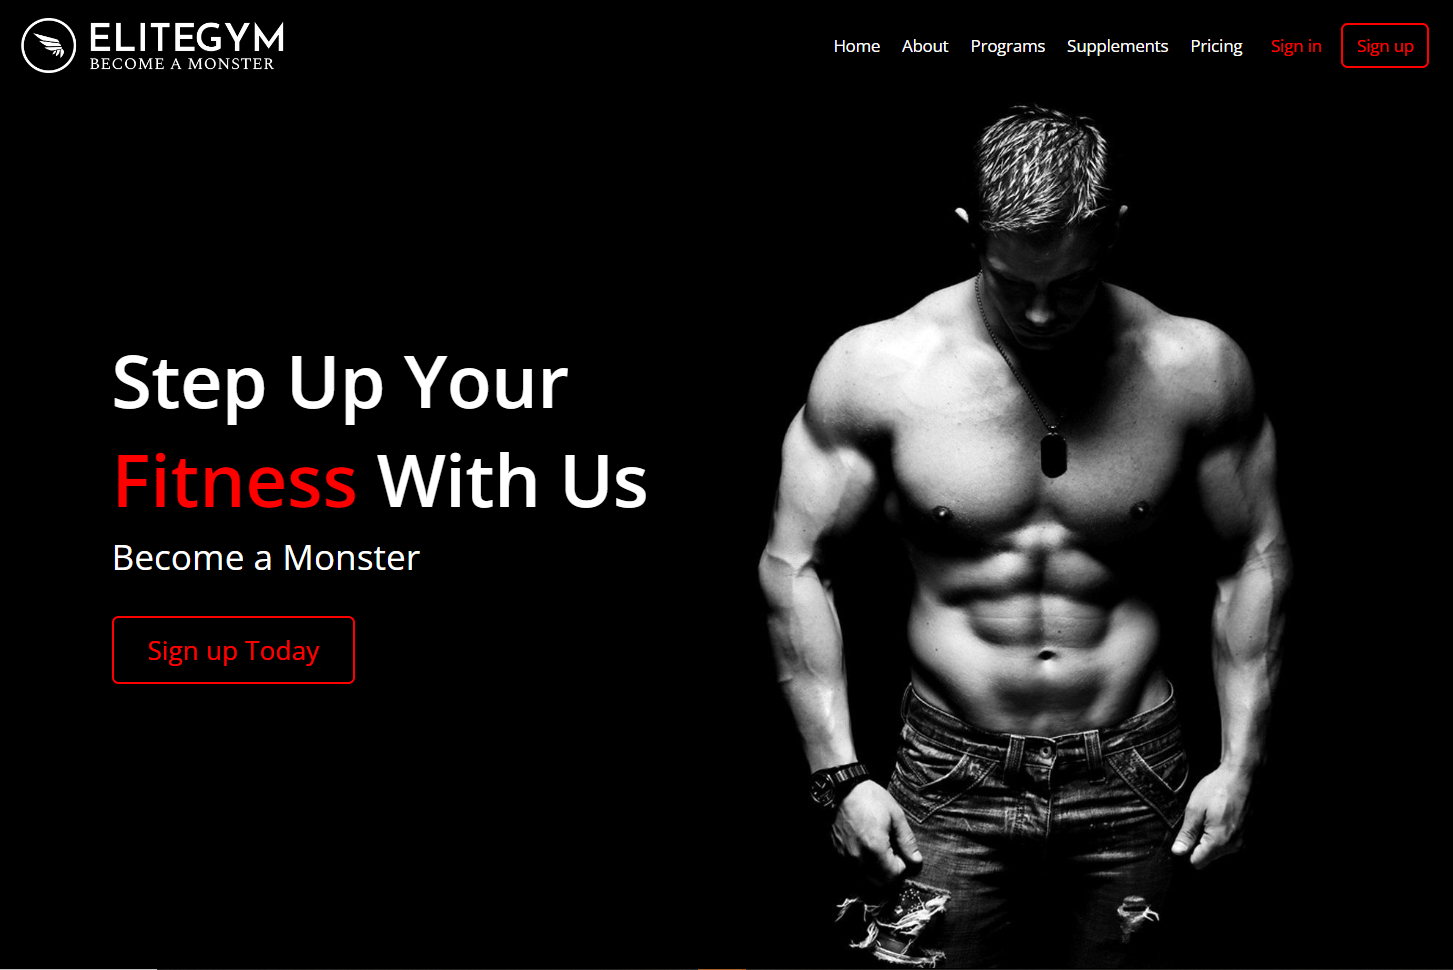 ELITEGYM
BECOME A MONSTER
Home About Programs Supplements Pricing Sign in Sign up
Step Up Your
Fitness With Us
Become a Monster
Sign up Today